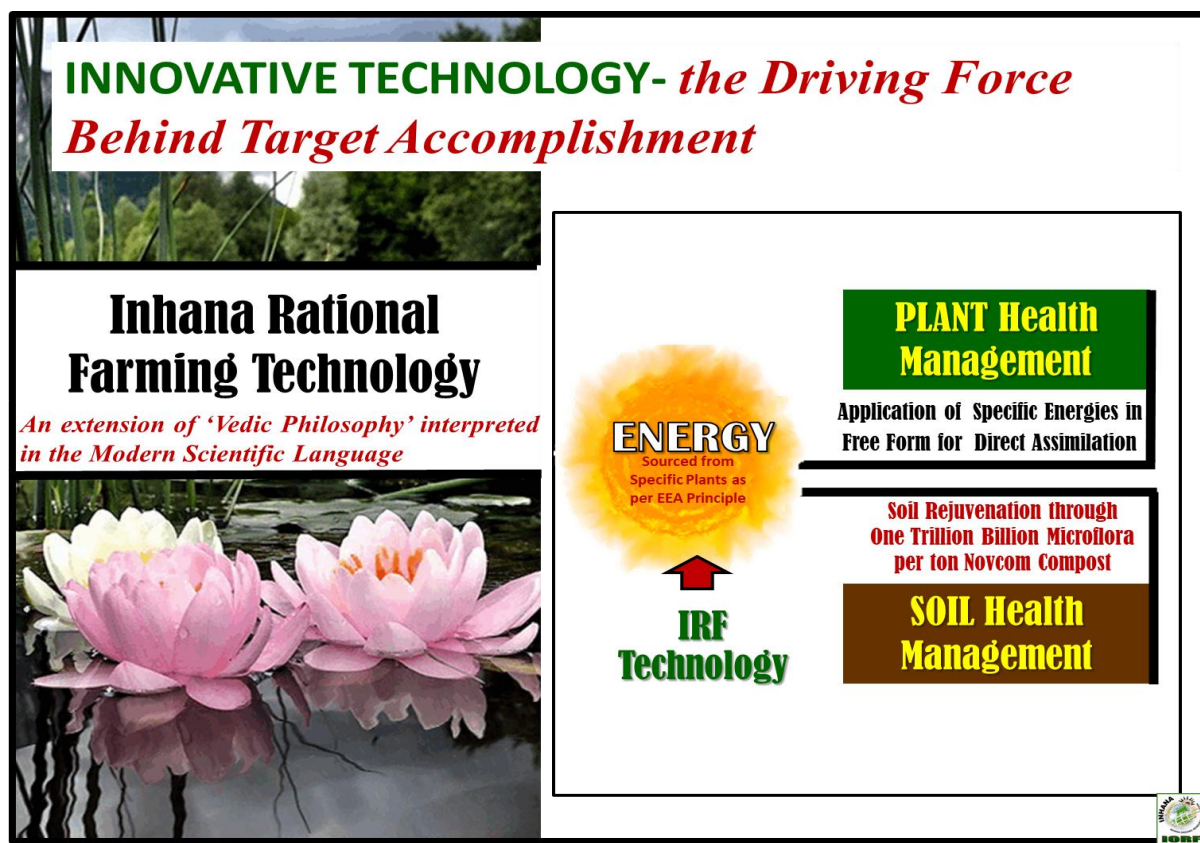 INNOVATIVE TECHNOLOGY- the Driving Force
Behind Target Accomplishment
Inhana Rational
Farming Technology
An extension of ‘Vedic Philosophy’ interpreted
in the Modern Scientific Language
ENERGY
Sourced from
Specific Plants as
per EEA Principle
IRF
Technology
PLANT Health
Management
Application of Specific Energies in
Free Form for Direct Assimilation
Soil Rejuvenation through
One Trillion Billion Microflora
per ton Novcom Compost
SOIL Health
Management
INHANA
IORF